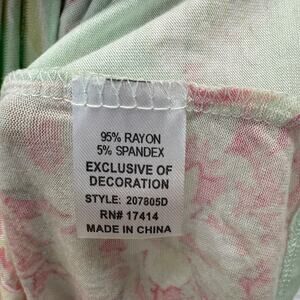 95% RAYON
5% SPANDEX
EXCLUSIVE OF
DECORATION
STYLE: 207805D
RN# 17414
MADE IN CHINA